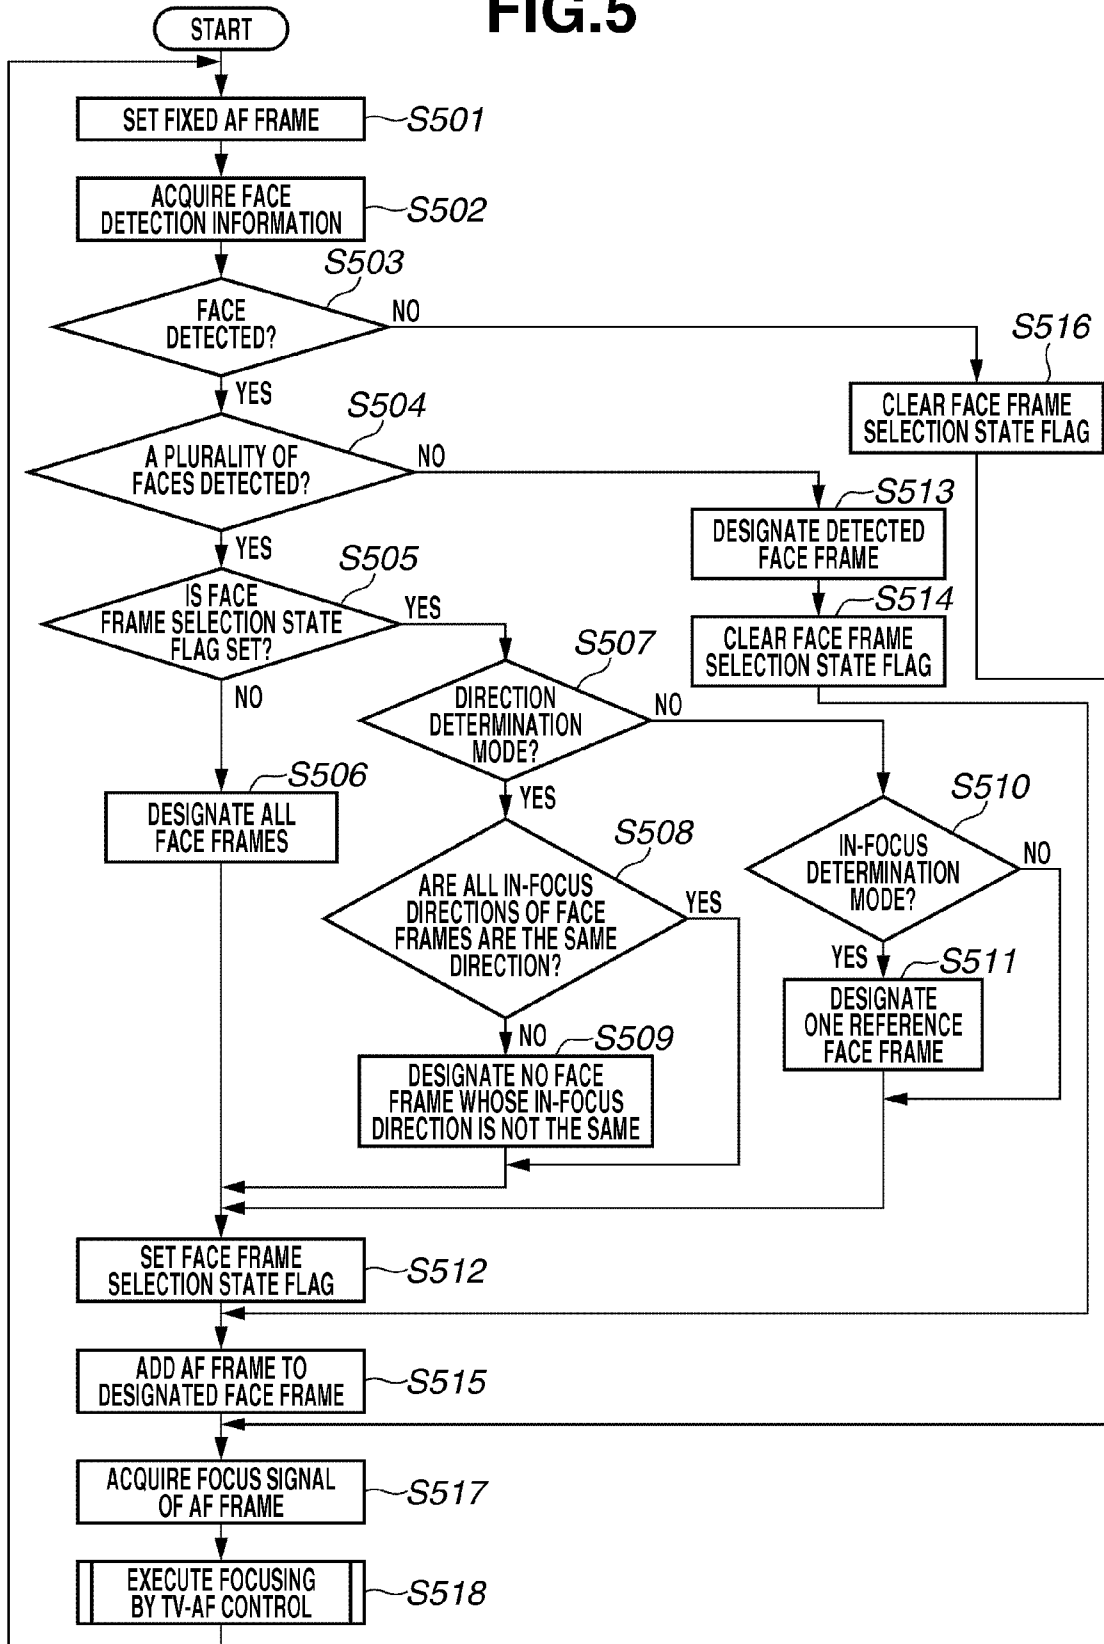 FIG.5
START
SET FIXED AF FRAME
S501
ACQUIRE FACE
DETECTION INFORMATION
S502
S503
FACE
DETECTED?
NO
YES
S516
CLEAR FACE FRAME
SELECTION STATE FLAG
S504
A PLURALITY OF
FACES DETECTED?
NO
YES
S513
DESIGNATE DETECTED
FACE FRAME
S514
CLEAR FACE FRAME
SELECTION STATE FLAG
S505
IS FACE
FRAME SELECTION STATE
FLAG SET?
YES
NO
S507
DIRECTION
DETERMINATION
MODE?
NO
YES
S506
DESIGNATE ALL
FACE FRAMES
S508
ARE ALL IN-FOCUS
DIRECTIONS OF FACE
FRAMES ARE THE SAME
DIRECTION?
YES
NO
S510
IN-FOCUS
DETERMINATION
MODE?
NO
YES
S511
DESIGNATE
ONE REFERENCE
FACE FRAME
S509
DESIGNATE NO FACE
FRAME WHOSE IN-FOCUS
DIRECTION IS NOT THE SAME
SET FACE FRAME
SELECTION STATE FLAG
S512
ADD AF FRAME TO
DESIGNATED FACE FRAME
S515
ACQUIRE FOCUS SIGNAL
OF AF FRAME
S517
EXECUTE FOCUSING
BY TV-AF CONTROL
S518